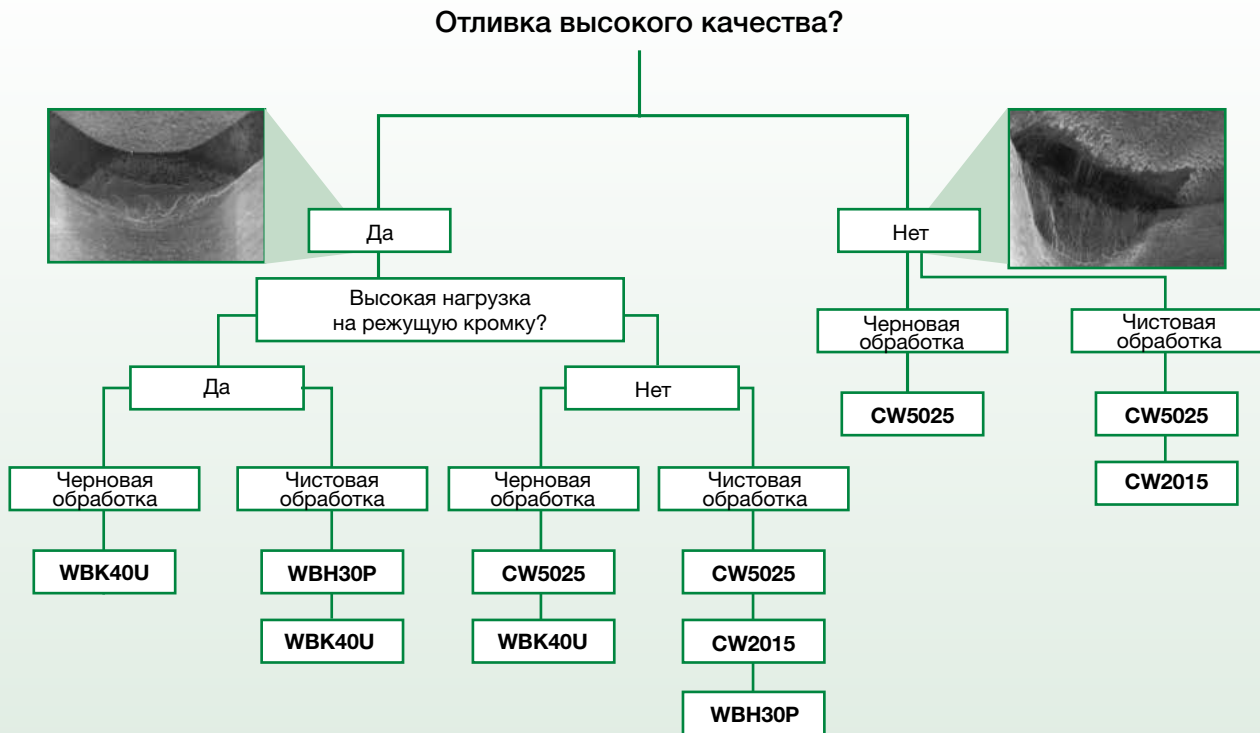 Отливка высокого качества?
Да
Нет
Высокая нагрузка
на режущую кромку?
Черновая
обработка
Чистовая
обработка
Да
Нет
CW5025
CW5025
CW2015
Черновая
обработка
Чистовая
обработка
Черновая
обработка
Чистовая
обработка
WBK40U
WBH30P
CW5025
CW5025
WBK40U
WBK40U
CW2015
WBH30P